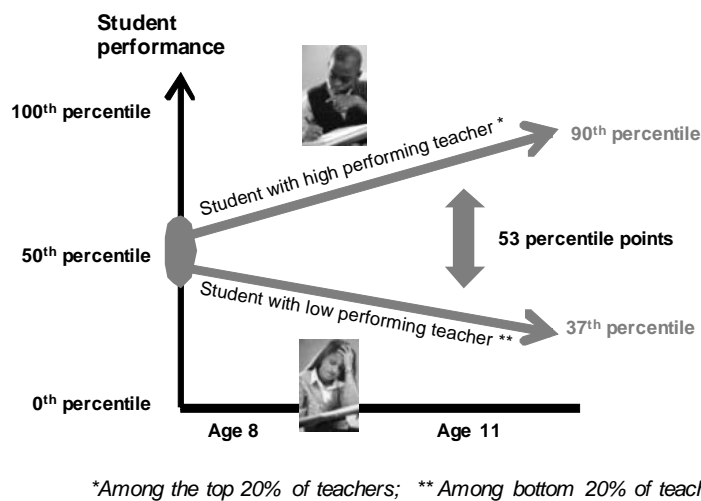 Student
performance
100th percentile
Student with high performing teacher *
90th percentile
53 percentile points
50th percentile
Student with low performing teacher **
37th percentile
0th percentile
Age 8
Age 11
*Among the top 20% of teachers; ** Among bottom 20% of